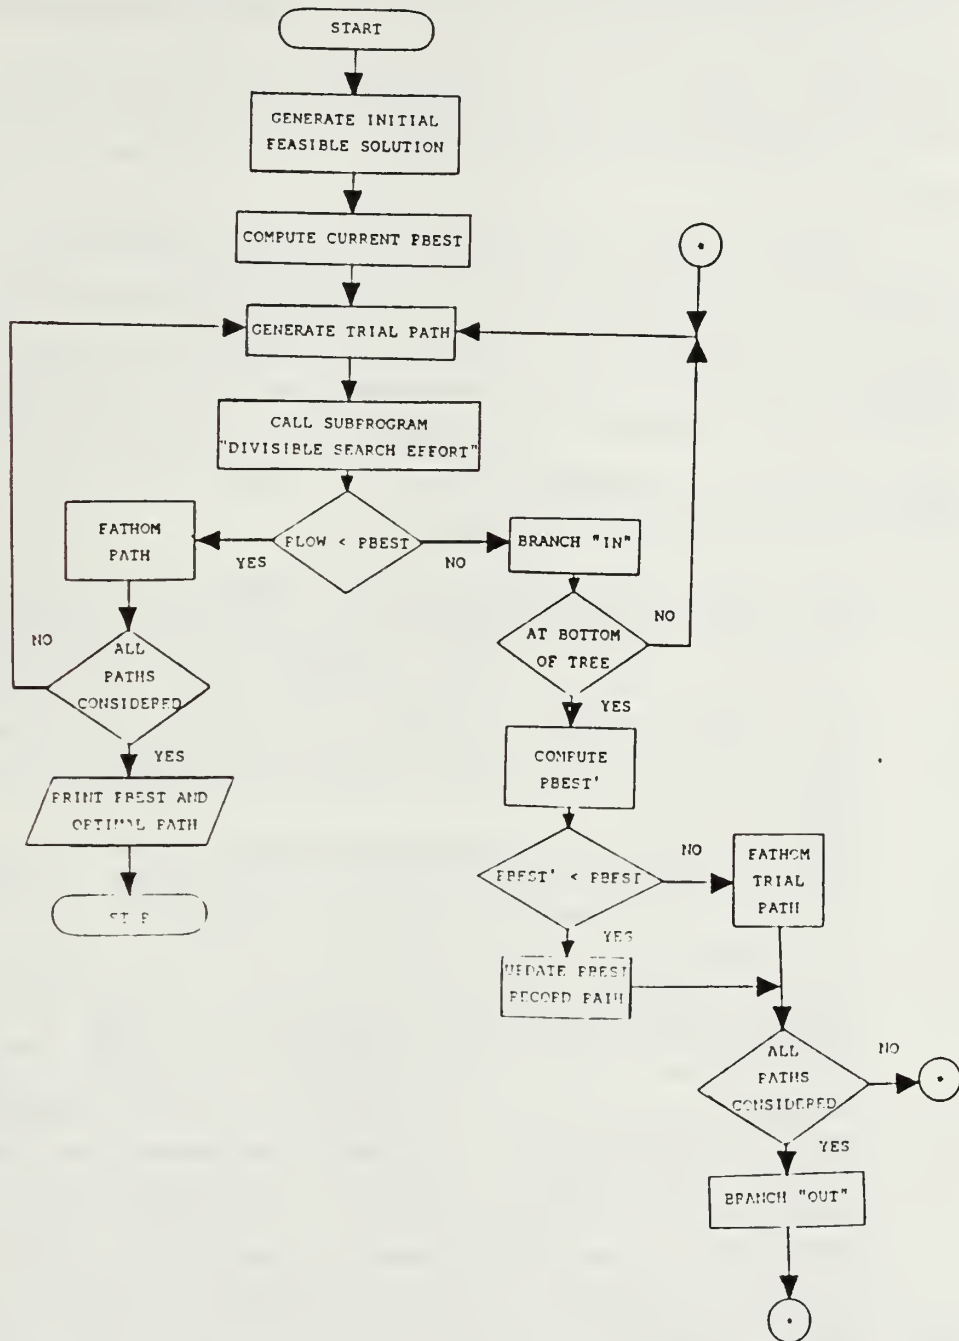 START
GENERATE INITIAL
FEASIBLE SOLUTION
COMPUTE CURRENT PBEST
GENERATE TRIAL PATH
CALL SUBPROGRAM
"DIVISIBLE SEARCH EFFORT"
PLOW < PBEST
YES
NO
FATHOM
PATH
BRANCH "IN"
NO
ALL
PATHS
CONSIDERED
AT BOTTOM
OF TREE
NO
YES
YES
PRINT PBEST AND
OPTIMAL PATH
STOP
COMPUTE
PBEST'
PBEST' < PBEST
NO
FATHOM
TRIAL
PATH
YES
UPDATE PBEST
RECORD PATH
ALL
PATHS
CONSIDERED
NO
YES
BRANCH "OUT"